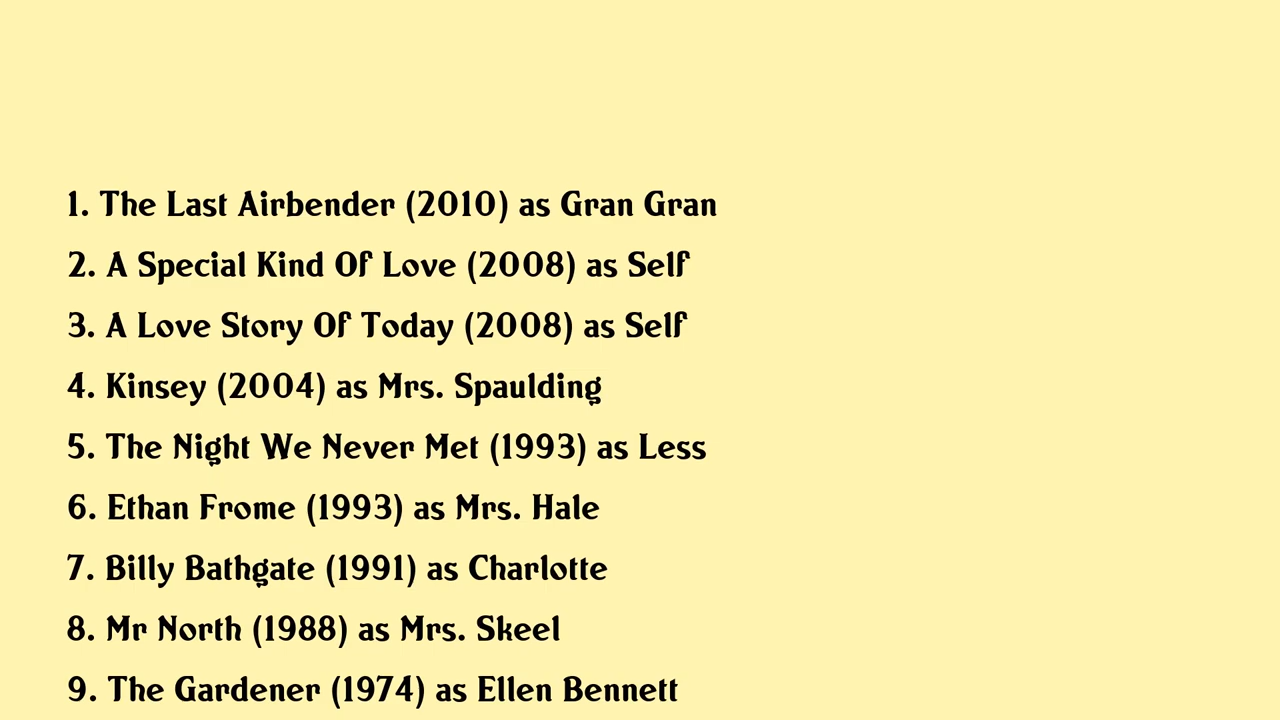 1. The Last Airbender (2010) as Gran Gran
2. A Special Kind Of Love (2008) as Self
3. A Love Story Of Today (2008) as Self
4. Kinsey (2004) as Mrs. Spaulding
5. The Night We Never Met (1993) as Less
6. Ethan Frome (1993) as Mrs. Hale
7. Billy Bathgate (1991) as Charlotte
8. Mr North (1988) as Mrs. Skeel
9. The Gardener (1974) as Ellen Bennett